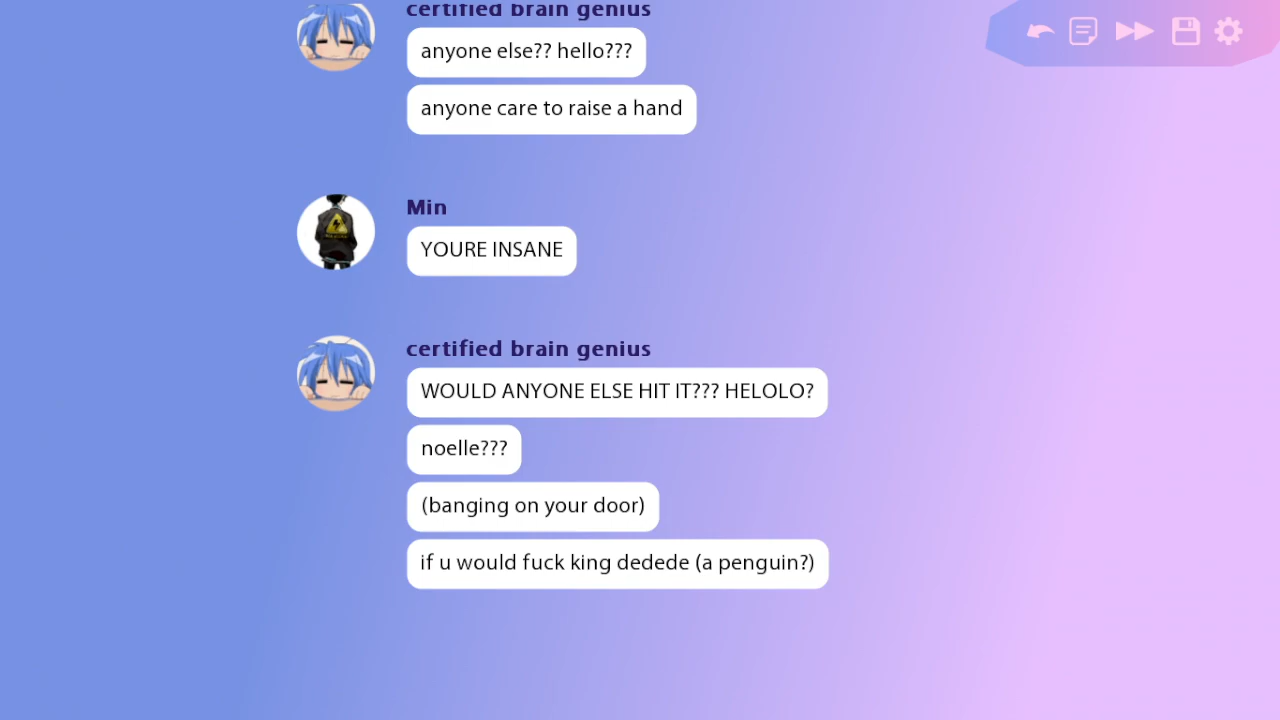 certified brain genius
anyone else?? hello???
anyone care to raise a hand
Min
YOURE INSANE
certified brain genius
WOULD ANYONE ELSE HIT IT??? HELOLO?
noelle???
(banging on your door)
if u would fuck king dedede (a penguin?)